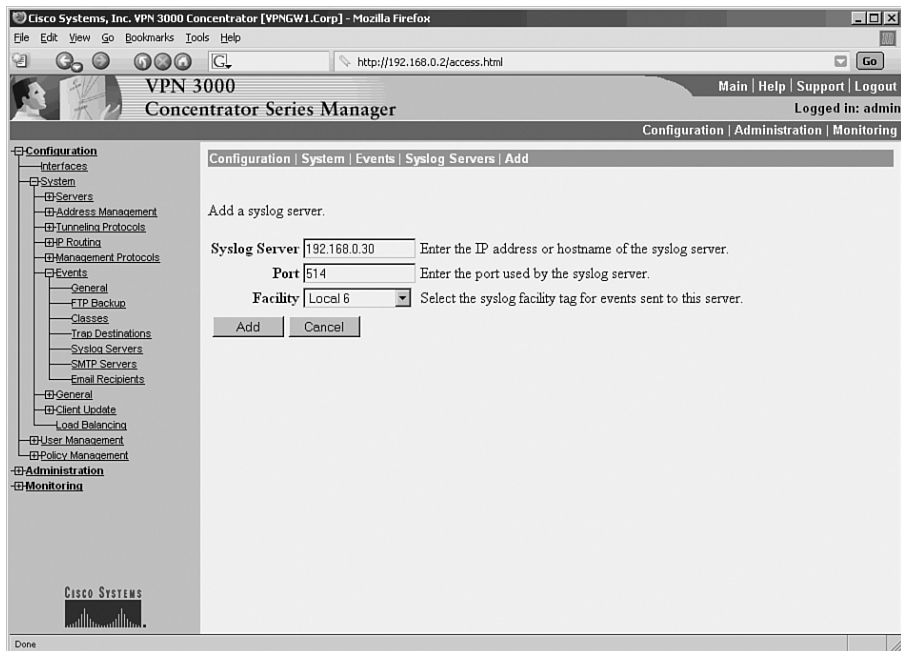 Cisco Systems, Inc. VPN 3000 Concentrator [VPNGW1.Corp] - Mozilla Firefox
File Edit View Go Bookmarks Tools Help
G
http://192.168.0.2/access.html
Go
VPN 3000
Concentrator Series Manager
Main | Help | Support | Logout
Logged in: admin
Configuration | Administration | Monitoring
Configuration
Interfaces
System
Servers
Address Management
Tunneling Protocols
IP Routing
Management Protocols
Events
General
FTP Backup
Classes
Trap Destinations
Syslog Servers
SMTP Servers
Email Recipients
General
Client Update
Load Balancing
User Management
Policy Management
Administration
Monitoring
Configuration | System | Events | Syslog Servers | Add
Add a syslog server.
Syslog Server 192.168.0.30 Enter the IP address or hostname of the syslog server.
Port 514 Enter the port used by the syslog server.
Facility Local 6 Select the syslog facility tag for events sent to this server.
Add Cancel
CISCO SYSTEMS
Done